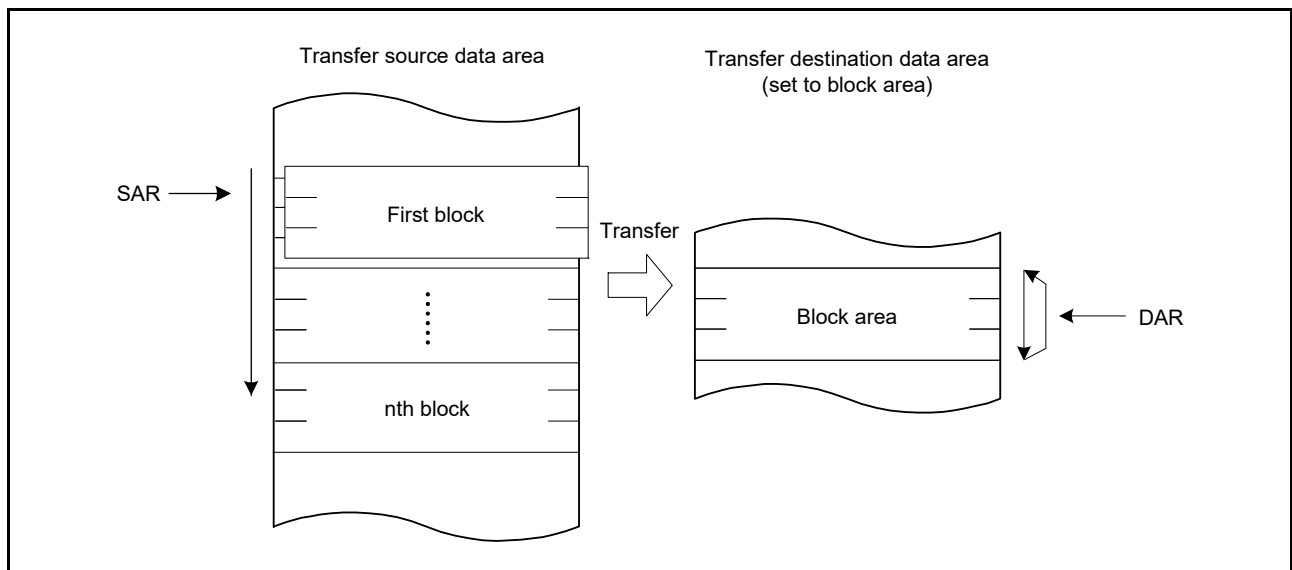 Transfer source data area
Transfer destination data area
(set to block area)
SAR
First block
Transfer
Block area
DAR
nth block